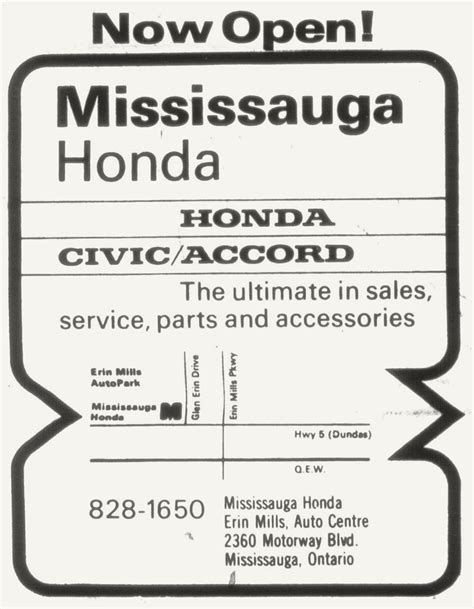 Now Open!
Mississauga
Honda
HONDA
CIVIC/ACCORD
The ultimate in sales,
service, parts and accessories
Erin Mills
AutoPark
Mississauga
Honda
M
Glen Erin Drive
Erin Mills Pkwy
Hwy 5 (Dundas)
Q.E.W.
828-1650
Mississauga Honda
Erin Mills, Auto Centre
2360 Motorway Blvd.
Mississauga, Ontario